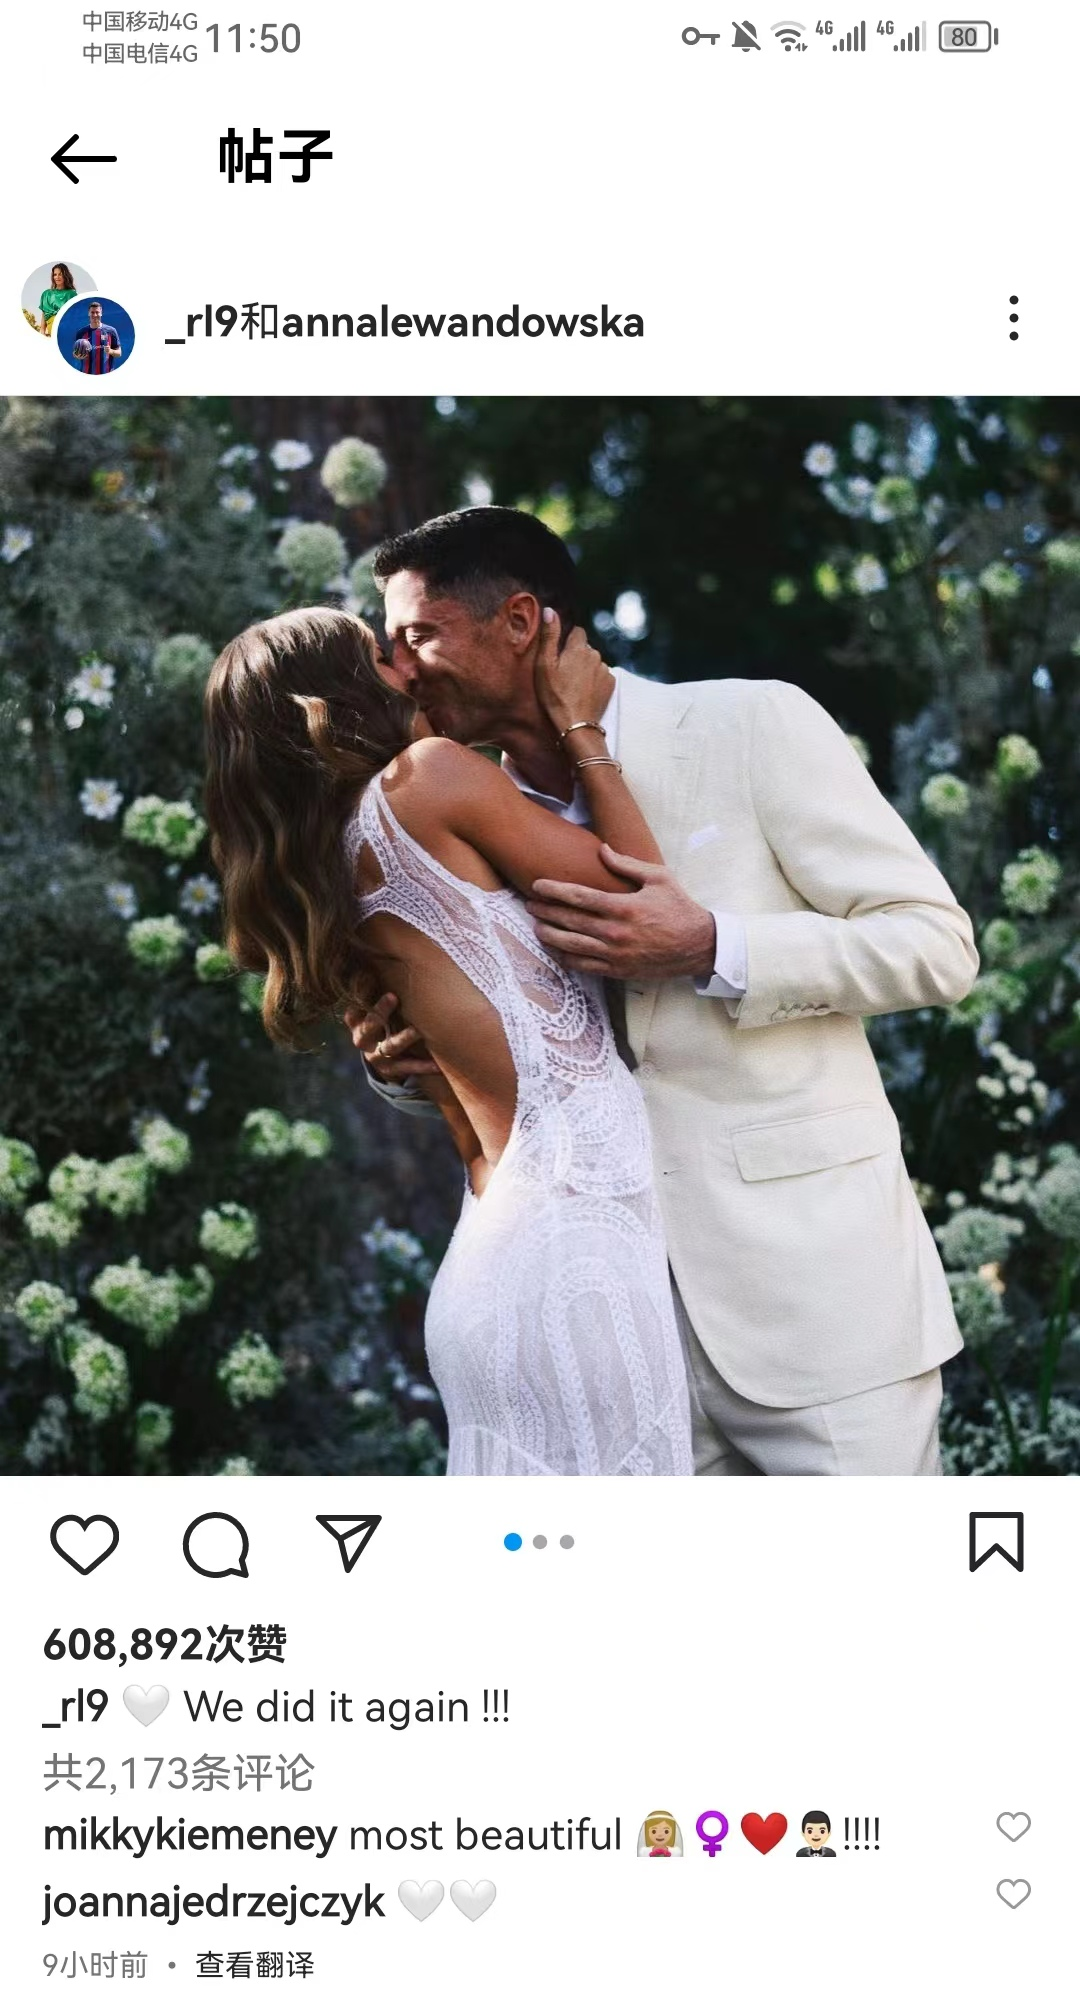 中国移动4G
中国电信4G
11:50
4G 4G 80
帖子
_rl9和annalewandowska
608,892次赞
_rl9 🤍 We did it again !!!
共2,173条评论
mikkykiemeney most beautiful 👰🏼‍♀️❤️🤵🏻!!!!
joannajedrzejczyk 🤍🤍
9小时前 • 查看翻译